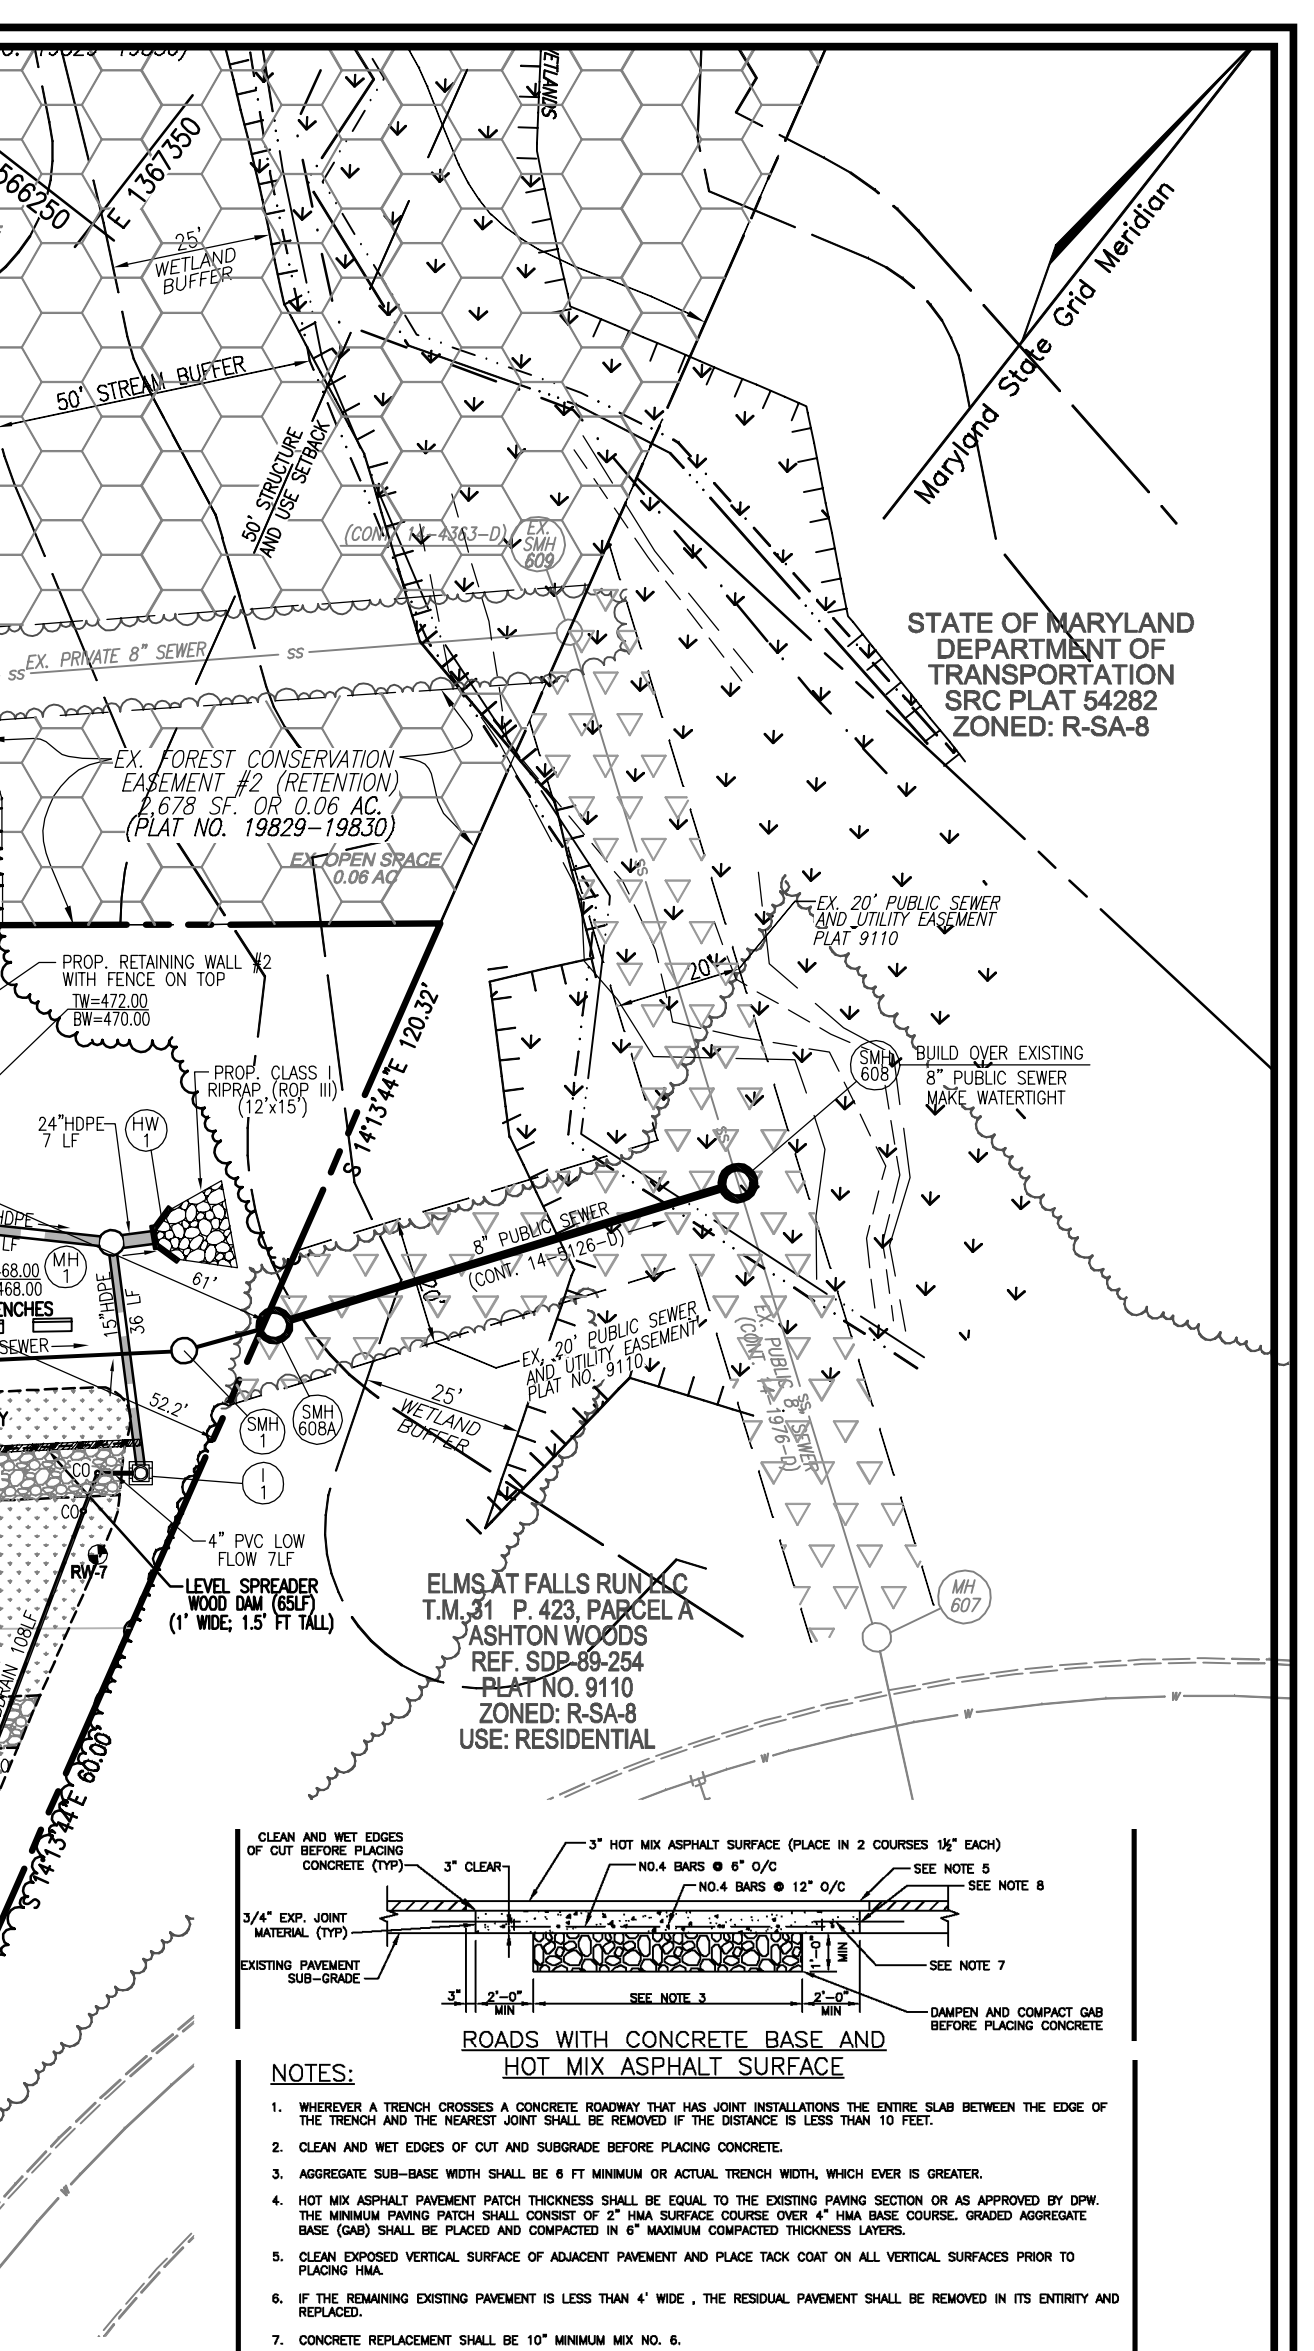 WETLANDS
566250
E 1367350
25'
WETLAND
BUFFER
Maryland State Grid Meridian
50' STREAM BUFFER
50' STRUCTURE
AND USE SETBACK
(CONT. 14-4363-D)
EX.
SMH
609
STATE OF MARYLAND
DEPARTMENT OF
TRANSPORTATION
SRC PLAT 54282
ZONED: R-SA-8
SS
EX. PRIVATE 8" SEWER
SS
EX. FOREST CONSERVATION
EASEMENT #2 (RETENTION)
2,678 SF. OR 0.06 AC.
(PLAT NO. 19829-19830)
EX. OPEN SPACE
0.06 AC
SS
EX. 20' PUBLIC SEWER
AND UTILITY EASEMENT
PLAT 9110
20'
PROP. RETAINING WALL #2
WITH FENCE ON TOP
TW=472.00
BW=470.00
S 14°13'44"E 120.32'
SMH
608
BUILD OVER EXISTING
8" PUBLIC SEWER
MAKE WATERTIGHT
PROP. CLASS I
RIPRAP (ROP III)
(12'x15')
24"HDPE
7 LF
HW
1
SS
HDPE
LF
MH
1
468.00
468.00
61'
15"HDPE
36 LF
8" PUBLIC SEWER
(CONT. 14-5126-D)
20'
SEWER
EX. 20' PUBLIC SEWER
AND UTILITY EASEMENT
PLAT NO. 9110
EX. PUBLIC 8" SEWER
(CONT. 14-1976-D)
SS
52.2'
SMH
1
SMH
608A
25'
WETLAND
BUFFER
CO
I
1
CO
4" PVC LOW
FLOW 7LF
RW-7
LEVEL SPREADER
WOOD DAM (65LF)
(1' WIDE; 1.5' FT TALL)
ELMS AT FALLS RUN LLC
T.M. 31 P. 423, PARCEL A
ASHTON WOODS
REF. SDP-89-254
PLAT NO. 9110
ZONED: R-SA-8
USE: RESIDENTIAL
MH
607
108LF
W
W
W
S 14°13'44"E 60.00'
CLEAN AND WET EDGES
OF CUT BEFORE PLACING
CONCRETE (TYP)
3" CLEAR
3" HOT MIX ASPHALT SURFACE (PLACE IN 2 COURSES 1½" EACH)
NO.4 BARS @ 6" O/C
NO.4 BARS @ 12" O/C
SEE NOTE 5
SEE NOTE 8
3/4" EXP. JOINT
MATERIAL (TYP)
EXISTING PAVEMENT
SUB-GRADE
1'-0"
MIN
SEE NOTE 7
3"
2'-0"
MIN
SEE NOTE 3
2'-0"
MIN
DAMPEN AND COMPACT GAB
BEFORE PLACING CONCRETE
ROADS WITH CONCRETE BASE AND
HOT MIX ASPHALT SURFACE
NOTES:
1. WHEREVER A TRENCH CROSSES A CONCRETE ROADWAY THAT HAS JOINT INSTALLATIONS THE ENTIRE SLAB BETWEEN THE EDGE OF
THE TRENCH AND THE NEAREST JOINT SHALL BE REMOVED IF THE DISTANCE IS LESS THAN 10 FEET.
2. CLEAN AND WET EDGES OF CUT AND SUBGRADE BEFORE PLACING CONCRETE.
3. AGGREGATE SUB-BASE WIDTH SHALL BE 6 FT MINIMUM OR ACTUAL TRENCH WIDTH, WHICH EVER IS GREATER.
4. HOT MIX ASPHALT PAVEMENT PATCH THICKNESS SHALL BE EQUAL TO THE EXISTING PAVING SECTION OR AS APPROVED BY DPW.
THE MINIMUM PAVING PATCH SHALL CONSIST OF 2" HMA SURFACE COURSE OVER 4" HMA BASE COURSE. GRADED AGGREGATE
BASE (GAB) SHALL BE PLACED AND COMPACTED IN 6" MAXIMUM COMPACTED THICKNESS LAYERS.
5. CLEAN EXPOSED VERTICAL SURFACE OF ADJACENT PAVEMENT AND PLACE TACK COAT ON ALL VERTICAL SURFACES PRIOR TO
PLACING HMA.
6. IF THE REMAINING EXISTING PAVEMENT IS LESS THAN 4' WIDE , THE RESIDUAL PAVEMENT SHALL BE REMOVED IN ITS ENTIRITY AND
REPLACED.
7. CONCRETE REPLACEMENT SHALL BE 10" MINIMUM MIX NO. 6.